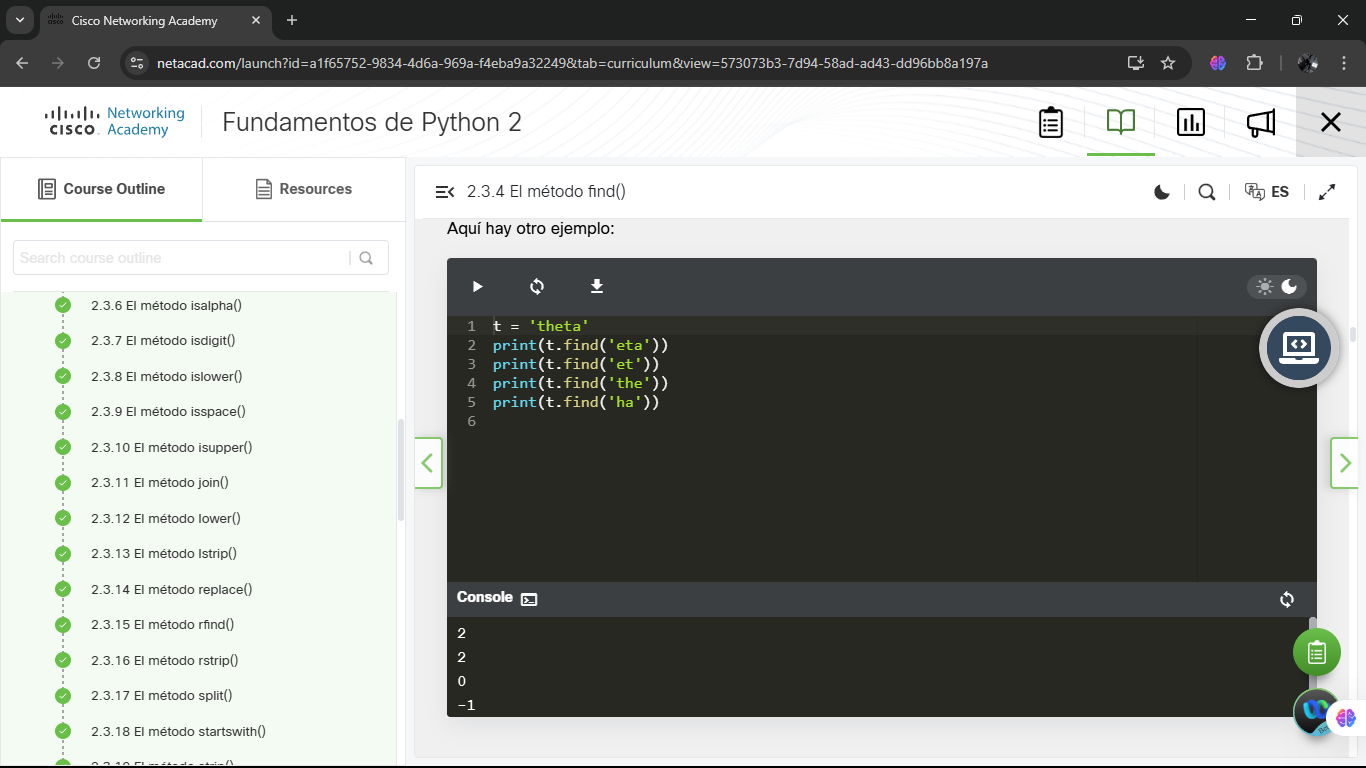 Cisco Networking Academy
netacad.com/launch?id=a1f65752-9834-4d6a-969a-f4eba9a32249&tab=curriculum&view=573073b3-7d94-58ad-ad43-dd96bb8a197a
Networking
CISCO Academy
Fundamentos de Python 2
Course Outline
Resources
Search course outline
2.3.6 El método isalpha()
2.3.7 El método isdigit()
2.3.8 El método islower()
2.3.9 El método isspace()
2.3.10 El método isupper()
2.3.11 El método join()
2.3.12 El método lower()
2.3.13 El método lstrip()
2.3.14 El método replace()
2.3.15 El método rfind()
2.3.16 El método rstrip()
2.3.17 El método split()
2.3.18 El método startswith()
2.3.19 El método strip()
2.3.4 El método find()
ES
Aquí hay otro ejemplo:
1 t = 'theta'
2 print(t.find('eta'))
3 print(t.find('et'))
4 print(t.find('the'))
5 print(t.find('ha'))
6
Console
2
2
0
-1